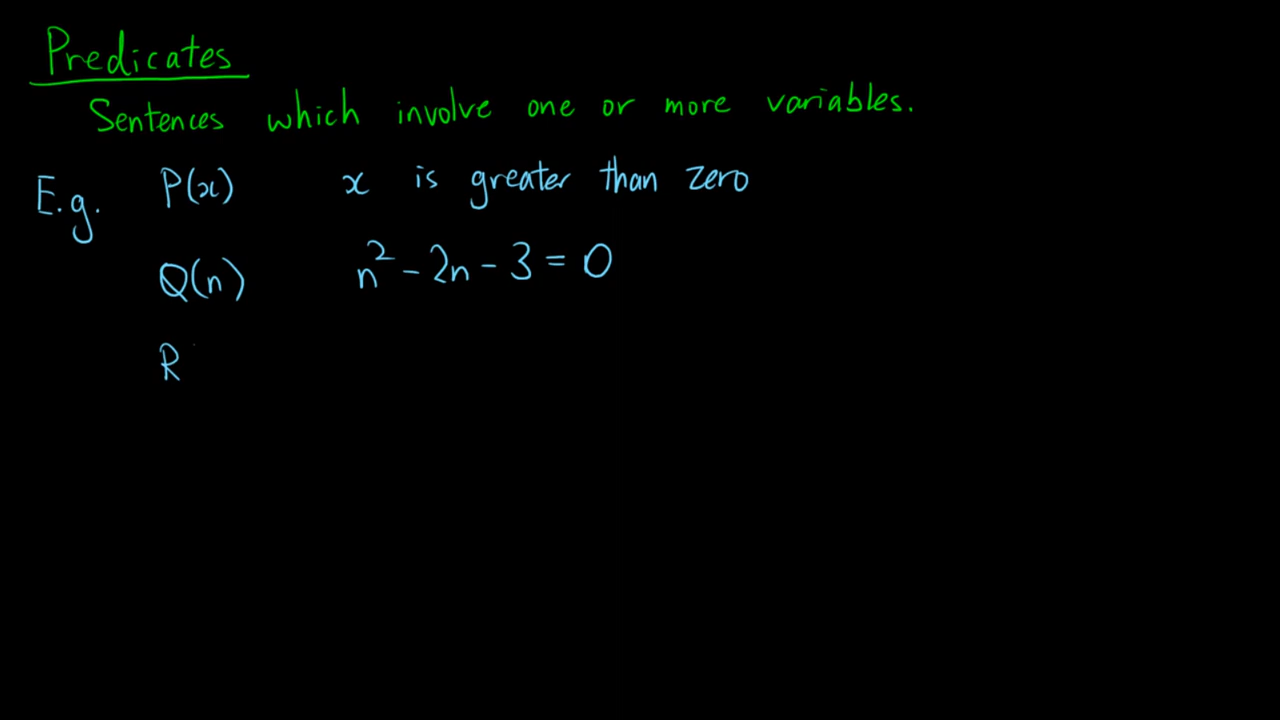 Predicates
Sentences which involve one or more variables.
E.g. P(x) x is greater than zero
Q(n) n² - 2n - 3 = 0
R